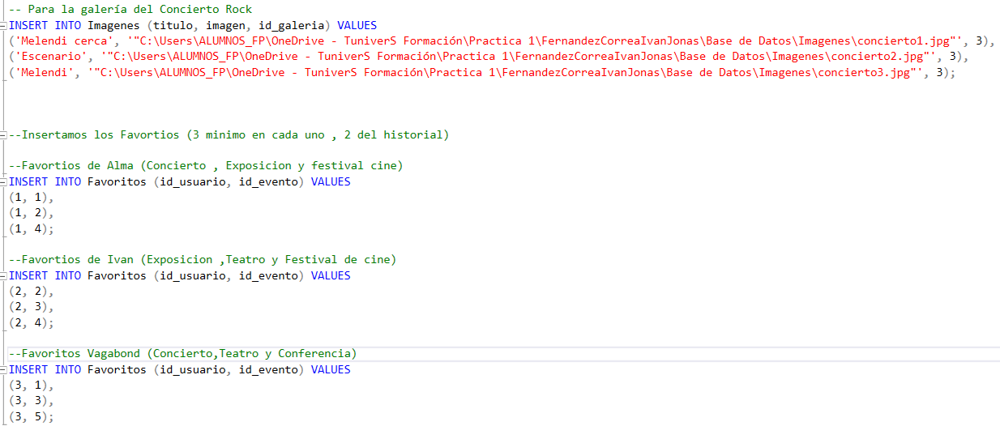 -- Para la galería del Concierto Rock
INSERT INTO Imagenes (titulo, imagen, id_galeria) VALUES
('Melendi cerca', '"C:\Users\ALUMNOS_FP\OneDrive - TuniverS Formación\Practica 1\FernandezCorreaIvanJonas\Base de Datos\Imagenes\concierto1.jpg"', 3),
('Escenario', '"C:\Users\ALUMNOS_FP\OneDrive - TuniverS Formación\Practica 1\FernandezCorreaIvanJonas\Base de Datos\Imagenes\concierto2.jpg"', 3),
('Melendi', '"C:\Users\ALUMNOS_FP\OneDrive - TuniverS Formación\Practica 1\FernandezCorreaIvanJonas\Base de Datos\Imagenes\concierto3.jpg"', 3);
--Insertamos los Favortios (3 minimo en cada uno , 2 del historial)
--Favortios de Alma (Concierto , Exposicion y festival cine)
INSERT INTO Favoritos (id_usuario, id_evento) VALUES
(1, 1),
(1, 2),
(1, 4);
--Favortios de Ivan (Exposicion ,Teatro y Festival de cine)
INSERT INTO Favoritos (id_usuario, id_evento) VALUES
(2, 2),
(2, 3),
(2, 4);
--Favoritos Vagabond (Concierto,Teatro y Conferencia)
INSERT INTO Favoritos (id_usuario, id_evento) VALUES
(3, 1),
(3, 3),
(3, 5);